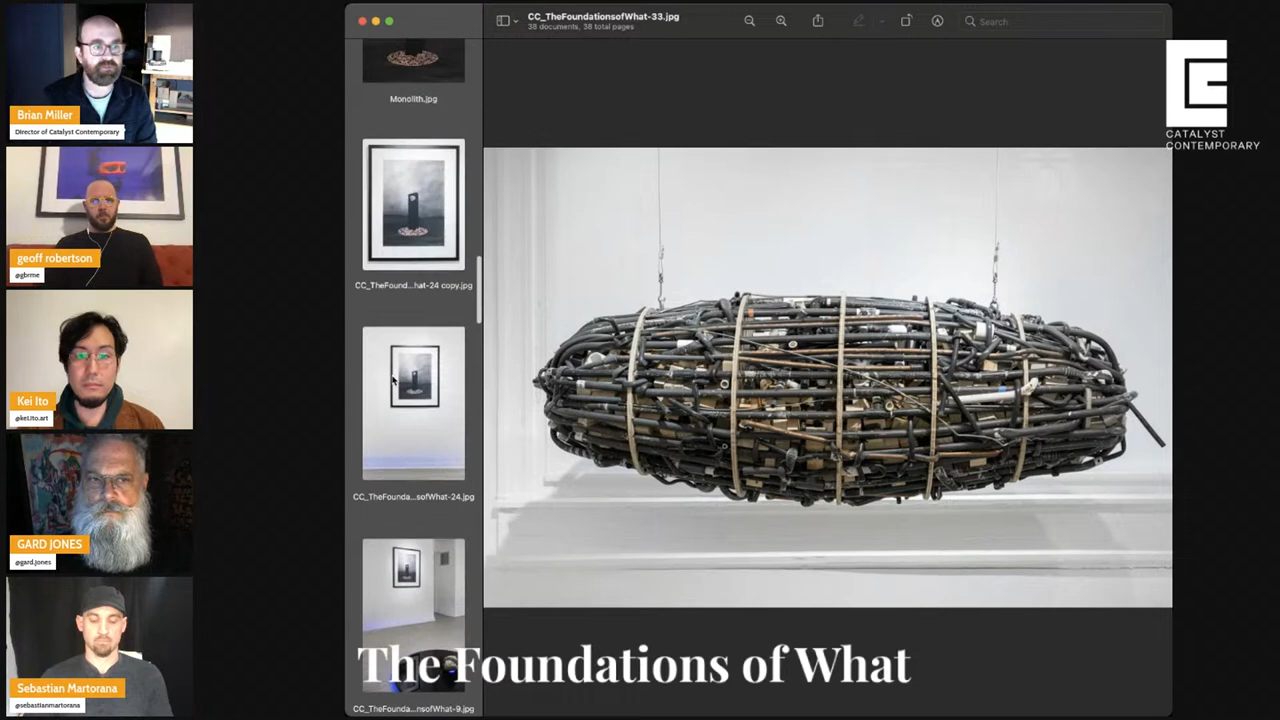 Brian Miller
Director of Catalyst Contemporary
geoff robertson
@gbrme
Kei Ito
@kei.ito.art
GARD JONES
@gard.jones
Sebastian Martorana
@sebastianmartorana
CC_TheFoundationsofWhat-33.jpg
38 documents, 38 total pages
Search
Monolith.jpg
CC_TheFound...hat-24 copy.jpg
CC_TheFounda...sofWhat-24.jpg
CC_TheFounda...nsofWhat-9.jpg
CATALYST
CONTEMPORARY
The Foundations of What